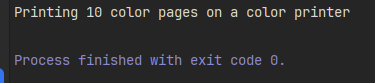 Printing 10 color pages on a color printer
Process finished with exit code 0.